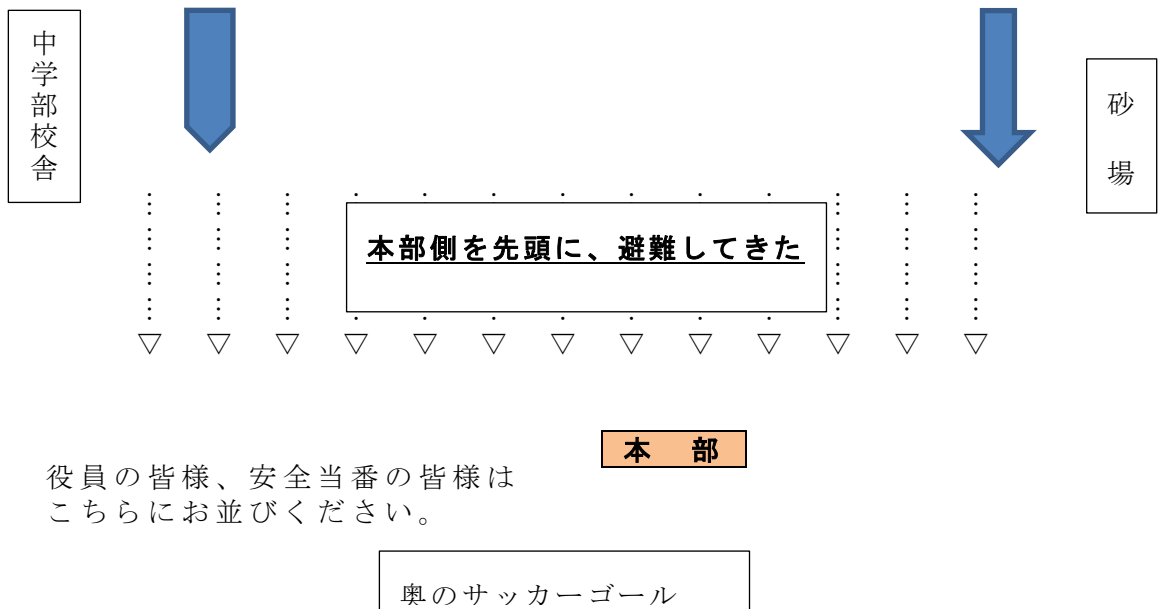 中学部校舎
砂場
本部側を先頭に、避難してきた
▽ ▽ ▽ ▽ ▽ ▽ ▽ ▽ ▽ ▽ ▽ ▽ ▽
本 部
役員の皆様、安全当番の皆様は
こちらにお並びください。
奥のサッカーゴール